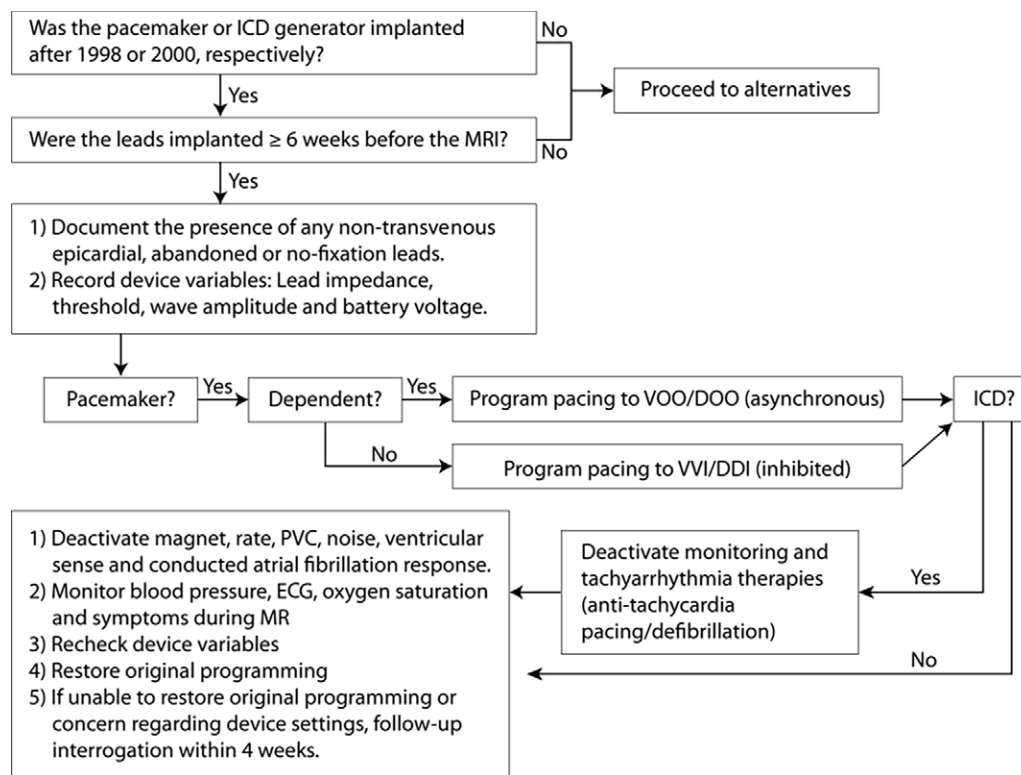 Was the pacemaker or ICD generator implanted
after 1998 or 2000, respectively?
No
Proceed to alternatives
Yes
Were the leads implanted ≥ 6 weeks before the MRI?
No
Yes
1) Document the presence of any non-transvenous
epicardial, abandoned or no-fixation leads.
2) Record device variables: Lead impedance,
threshold, wave amplitude and battery voltage.
Pacemaker?
Yes
Dependent?
Yes
Program pacing to VOO/DOO (asynchronous)
ICD?
No
Program pacing to VVI/DDI (inhibited)
Yes
Deactivate monitoring and
tachyarrhythmia therapies
(anti-tachycardia
pacing/defibrillation)
No
1) Deactivate magnet, rate, PVC, noise, ventricular
sense and conducted atrial fibrillation response.
2) Monitor blood pressure, ECG, oxygen saturation
and symptoms during MR
3) Recheck device variables
4) Restore original programming
5) If unable to restore original programming or
concern regarding device settings, follow-up
interrogation within 4 weeks.